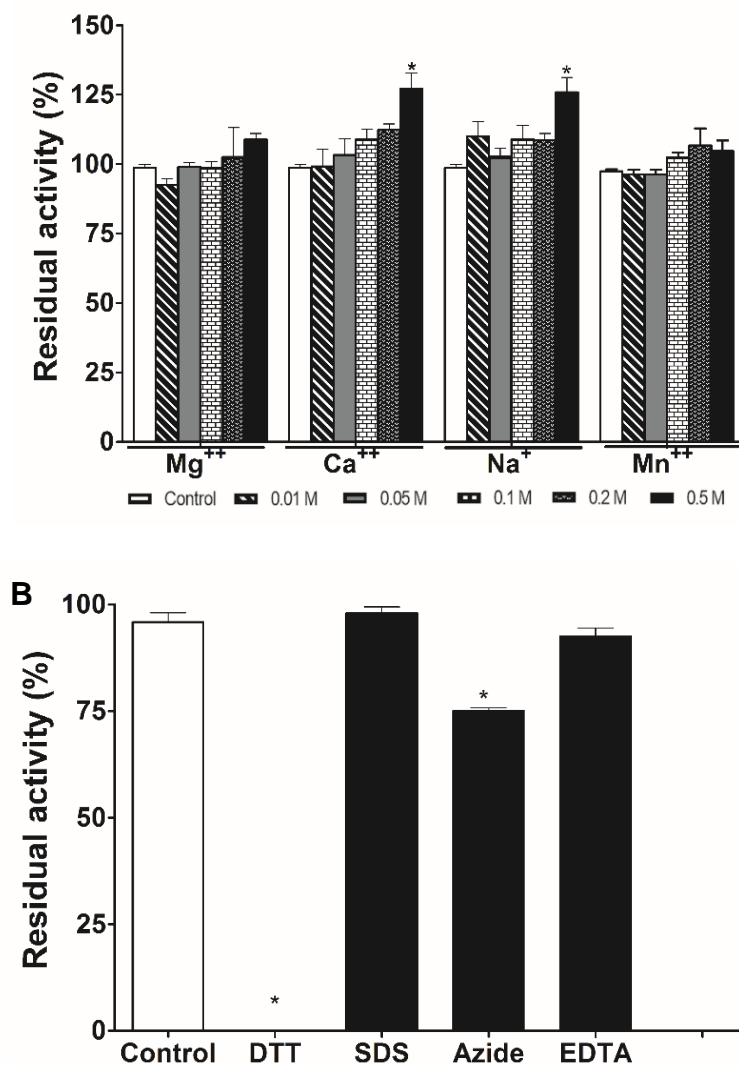 150
125
100
75
50
25
0
Residual activity (%)
*
*
Mg++ Ca++ Na+ Mn++
Control 0.01 M 0.05 M 0.1 M 0.2 M 0.5 M
B
100
75
50
25
0
Residual activity (%)
*
*
Control DTT SDS Azide EDTA